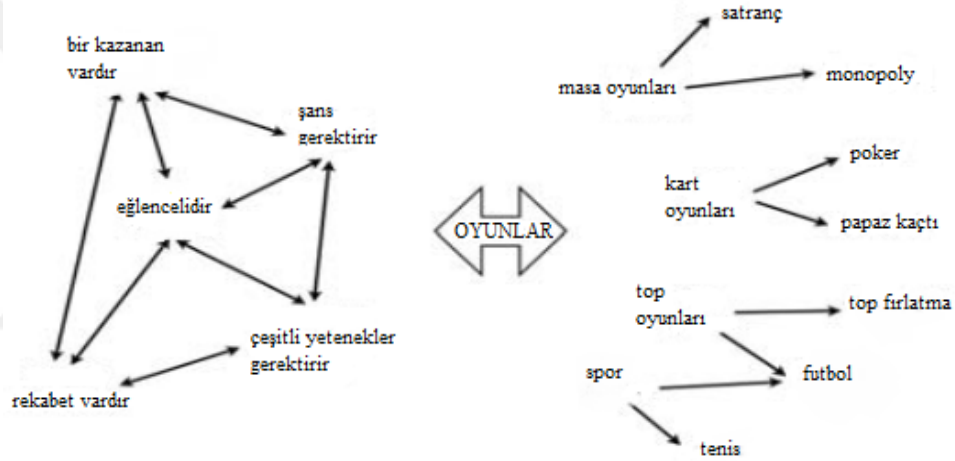 bir kazanan
vardır
şans
gerektirir
eğlencelidir
çeşitli yetenekler
gerektirir
rekabet vardır
OYUNLAR
satranç
masa oyunları
monopoly
poker
kart
oyunları
papaz kaçtı
top
oyunları
top fırlatma
spor
futbol
tenis